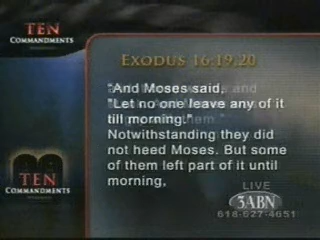 TEN
COMMANDMENTS
EXODUS 16:19,20
"And Moses said,
"Let no one leave any of it
till morning."
Notwithstanding they did
not heed Moses. But some
of them left part of it until
morning.
TEN
COMMANDMENTS
LIVE
3ABN
618-627-4651